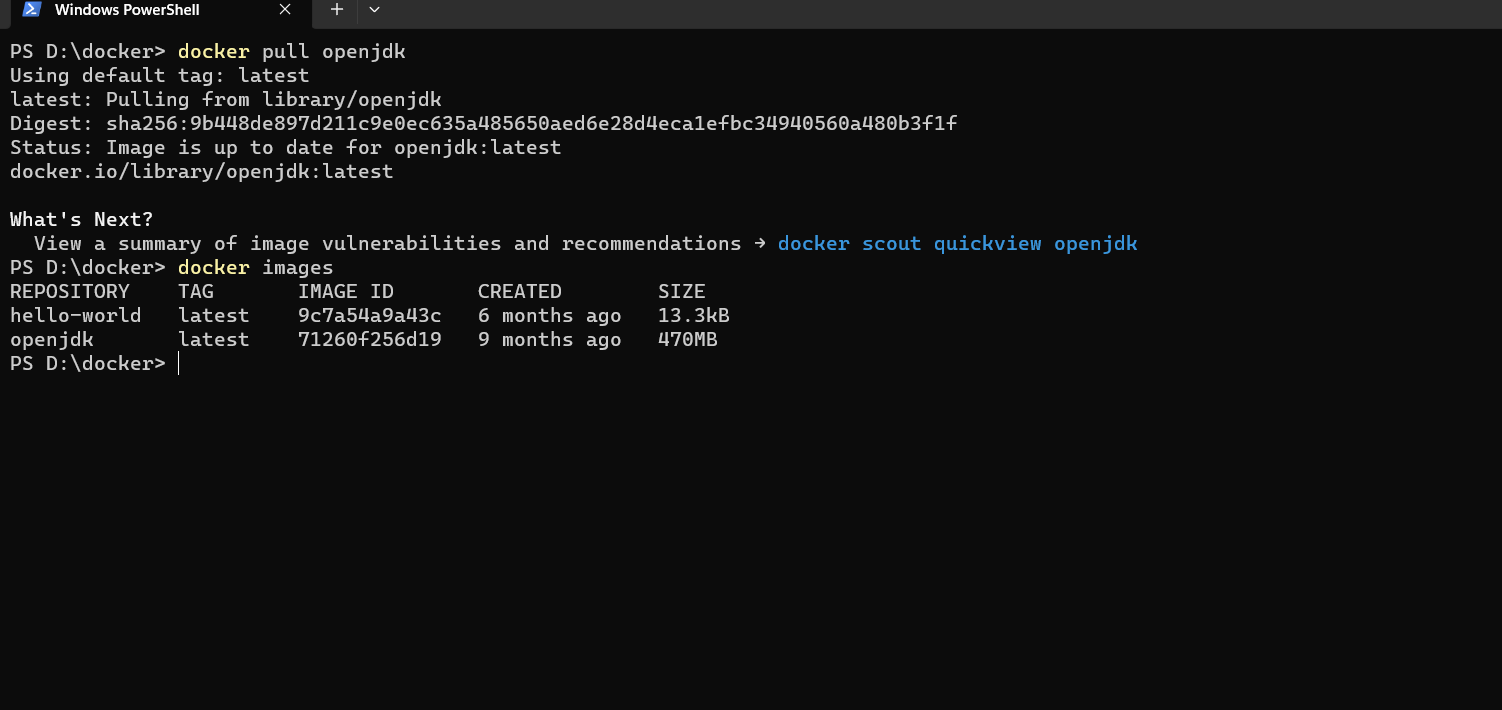 Windows PowerShell
PS D:\docker> docker pull openjdk
Using default tag: latest
latest: Pulling from library/openjdk
Digest: sha256:9b448de897d211c9e0ec635a485650aed6e28d4eca1efbc34940560a480b3f1f
Status: Image is up to date for openjdk:latest
docker.io/library/openjdk:latest
What's Next?
View a summary of image vulnerabilities and recommendations → docker scout quickview openjdk
PS D:\docker> docker images
REPOSITORY TAG IMAGE ID CREATED SIZE
hello-world latest 9c7a54a9a43c 6 months ago 13.3kB
openjdk latest 71260f256d19 9 months ago 470MB
PS D:\docker>